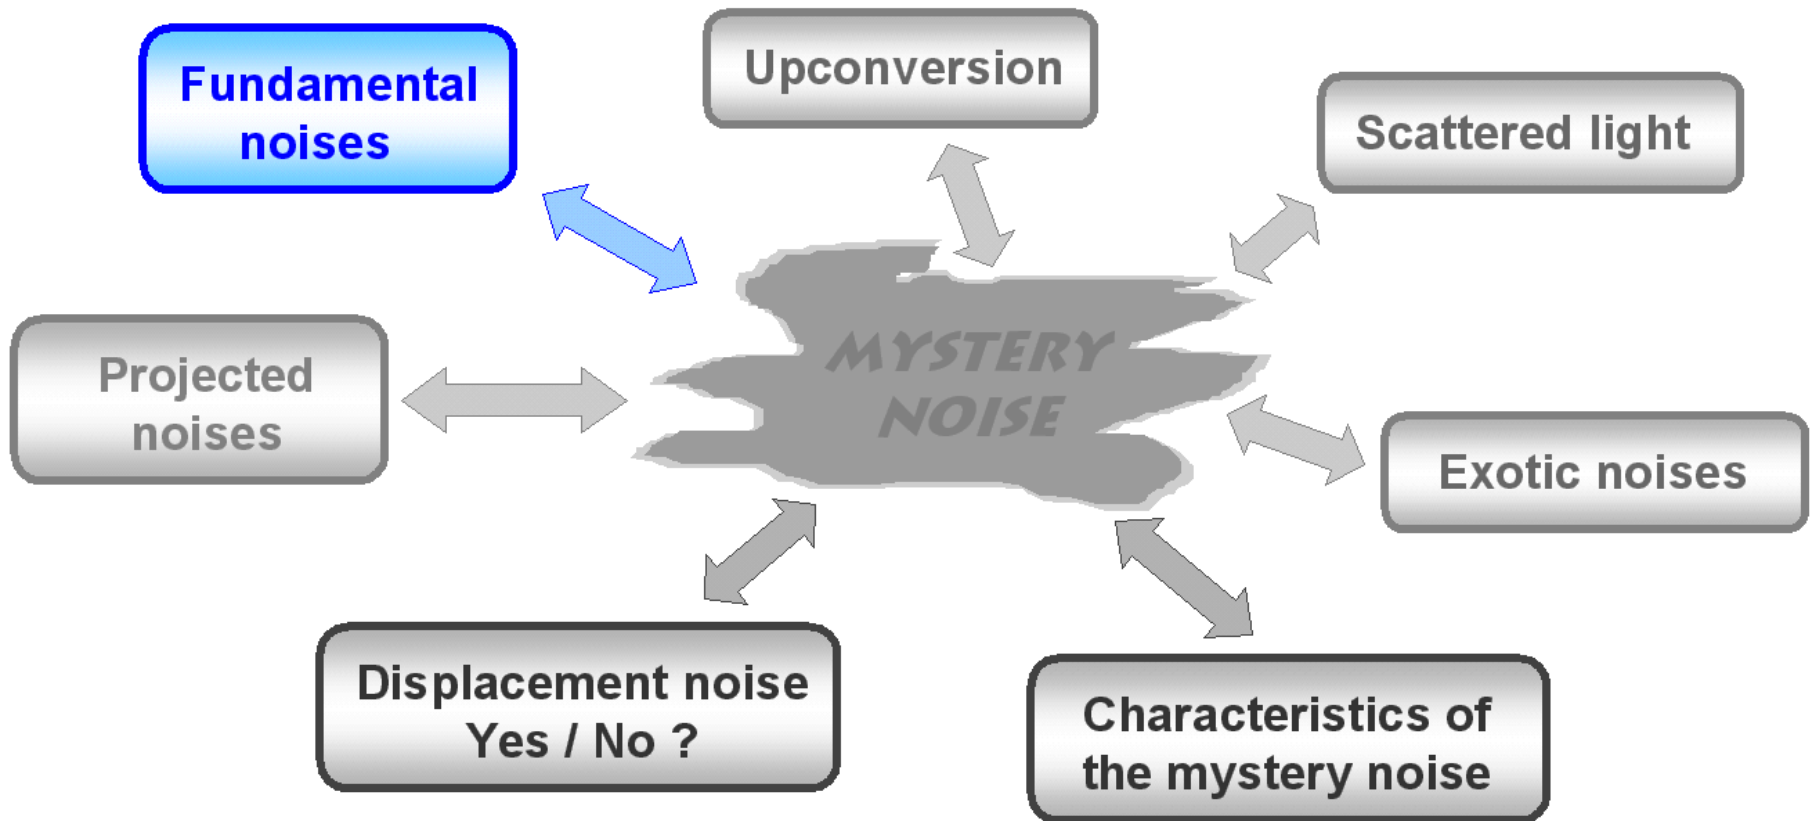 Fundamental
noises
Upconversion
Scattered light
Projected
noises
MYSTERY
NOISE
Exotic noises
Displacement noise
Yes / No ?
Characteristics of
the mystery noise